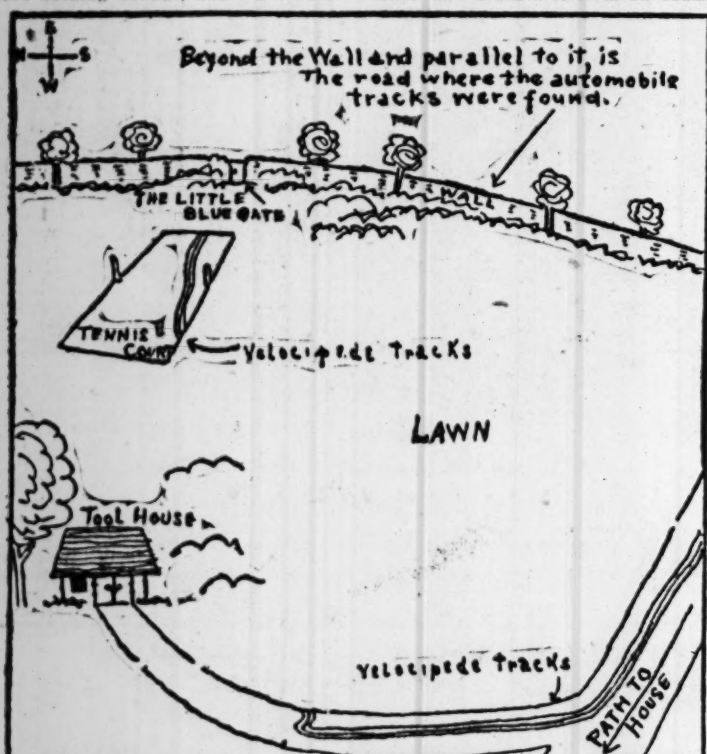 E
N S
W
Beyond the Wall and parallel to it, is
The road where the automobile
tracks were found.
WALL
THE LITTLE
BLUE GATE
TENNIS
COURT
Velocipede Tracks
LAWN
Tool House
Velocipede Tracks
PATH TO
HOUSE